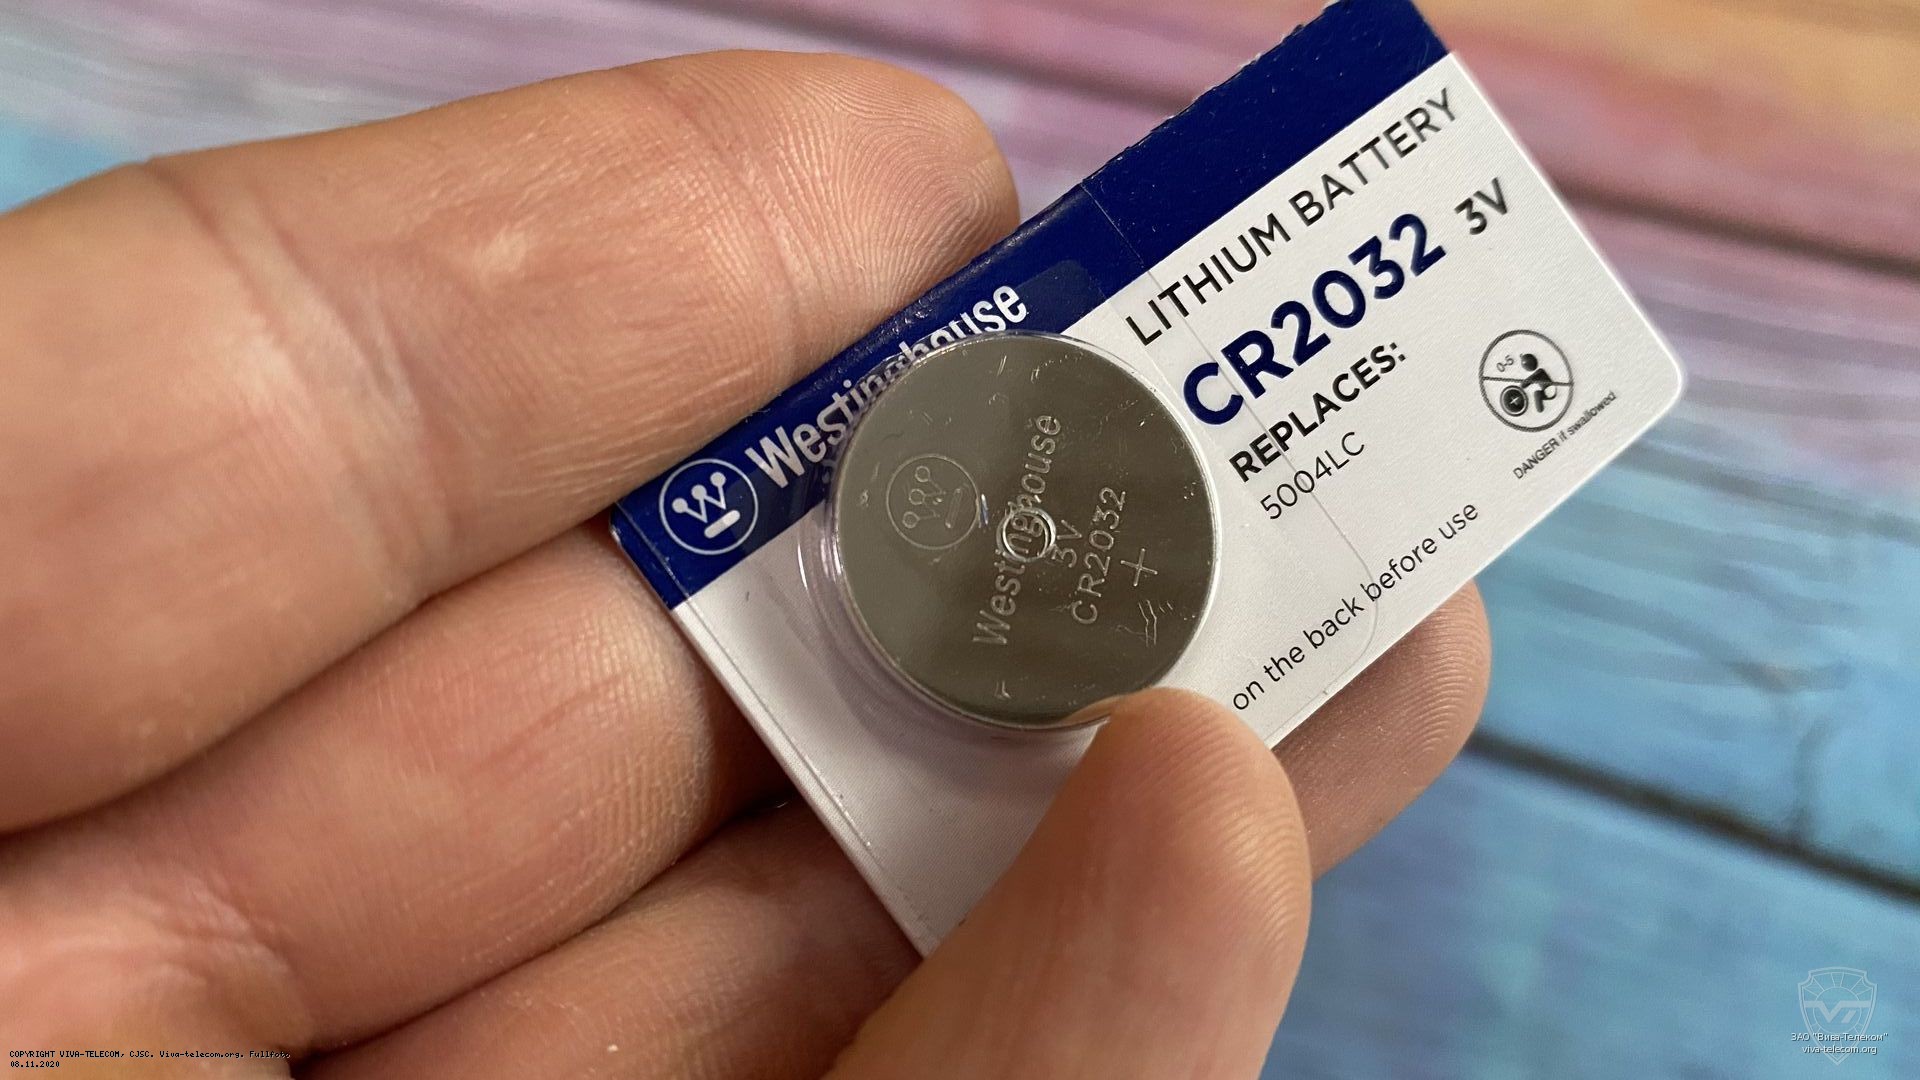 LITHIUM BATTERY
CR2032 3V
REPLACES:
5004LC
0-5
DANGER if swallowed
on the back before use
Westinghouse
Westinghouse
3V
CR2032
+
COPYRIGHT VIVA-TELECOM, CJSC. Viva-telecom.org. Fullfoto
08.11.2020
ЗАО "Вива-Телеком"
viva-telecom.org